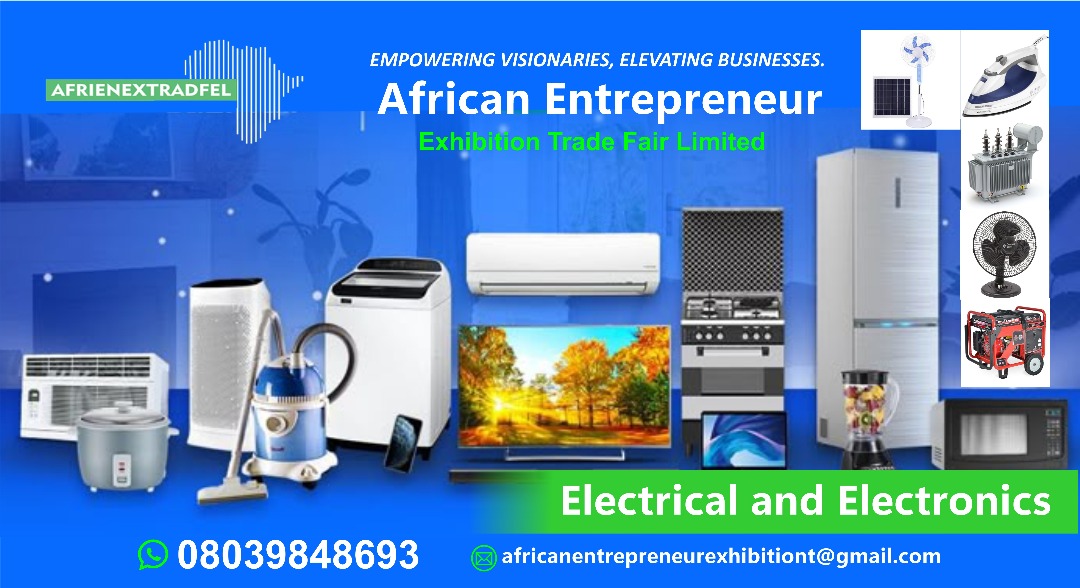 AFRIENEXTRADFEL
EMPOWERING VISIONARIES, ELEVATING BUSINESSES.
African Entrepreneur
Exhibition Trade Fair Limited
Electrical and Electronics
08039848693
africanentrepreneurexhibitiont@gmail.com